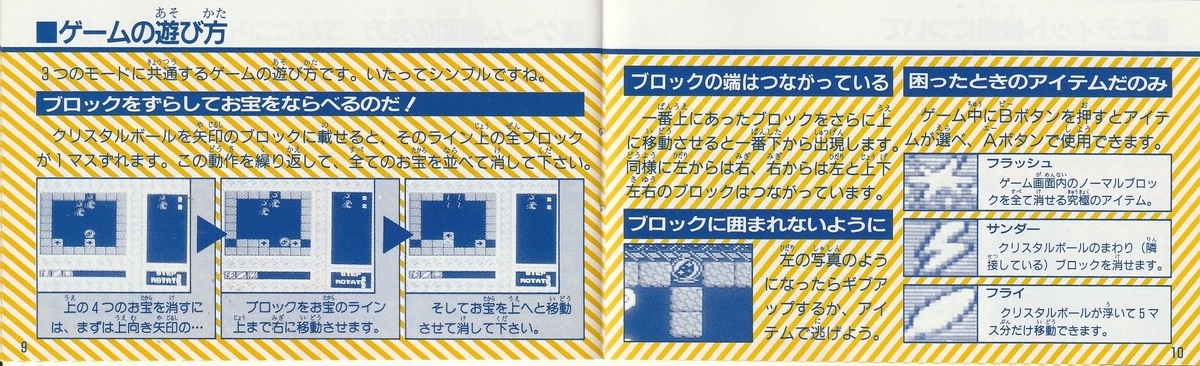 ■ゲームの遊び方
3つのモードに共通するゲームの遊び方です。いたってシンプルですね。
ブロックをずらしてお宝をならべるのだ！
クリスタルボールを矢印のブロックに載せると、そのライン上の全ブロック
が1マスずれます。この動作を繰り返して、全てのお宝を並べて消して下さい。
STEP
ROTATE
上の4つのお宝を消すに
は、まずは上向き矢印の…
STEP
ROTATE
ブロックをお宝のライン
上まで右に移動させます。
STEP
ROTATE
そしてお宝を上へと移動
させて消して下さい。
9
ブロックの端はつながっている
一番上にあったブロックをさらに上
に移動させると一番下から出現します。
同様に左からは右、右からは左と上下
左右のブロックはつながっています。
ブロックに囲まれないように
左の写真のよう
になったらギブア
ップするか、アイ
テムで逃げよう。
困ったときのアイテムだのみ
ゲーム中にBボタンを押すとアイテ
ムが選べ、Aボタンで使用できます。
フラッシュ
ゲーム画面内のノーマルブロッ
クを全て消せる究極のアイテム。
サンダー
クリスタルボールのまわり（隣
接している）ブロックを消せます。
フライ
クリスタルボールが浮いて5マ
ス分だけ移動できます。
10